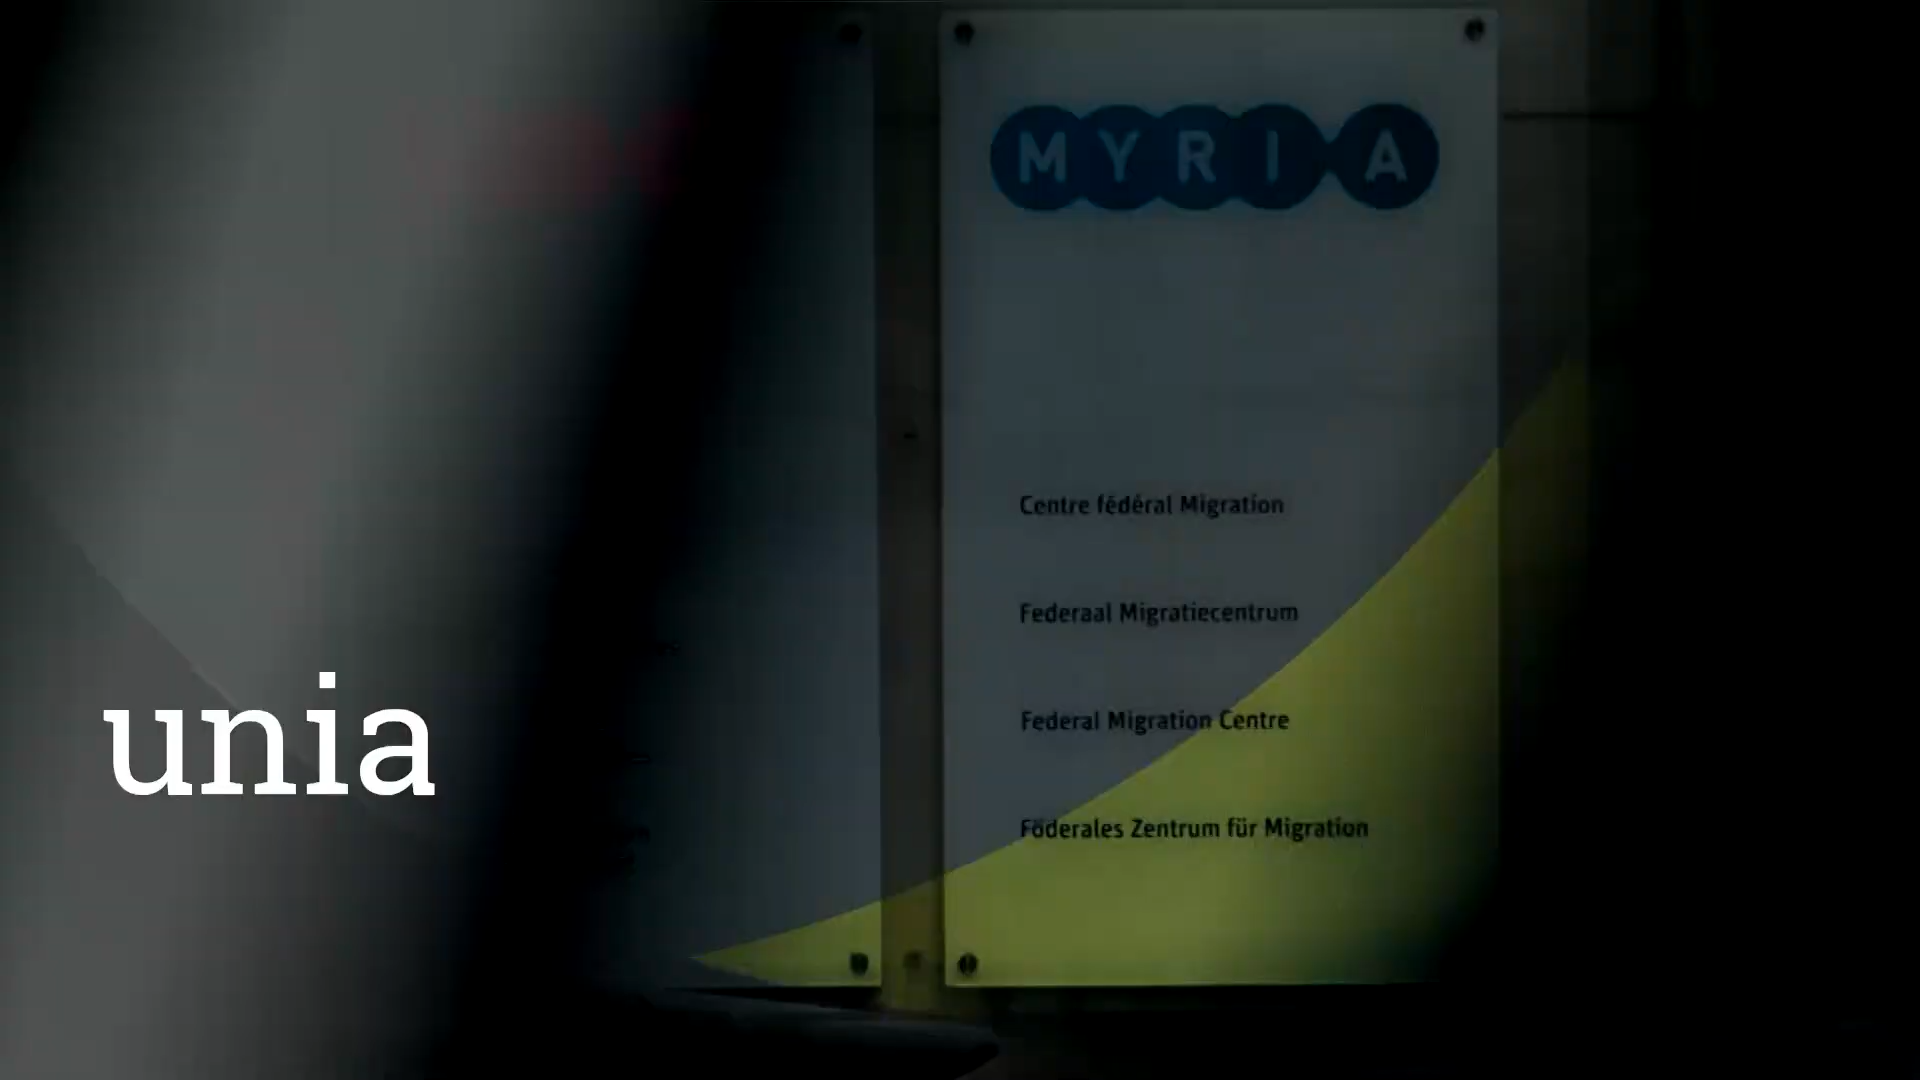 MYRIA
Centre fédéral Migration
Federaal Migratiecentrum
Federal Migration Centre
Föderales Zentrum für Migration
unia